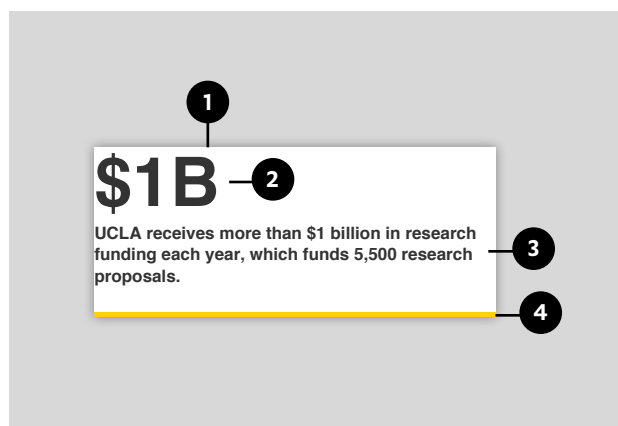 1
$1B
2
UCLA receives more than $1 billion in research
funding each year, which funds 5,500 research
proposals.
3
4